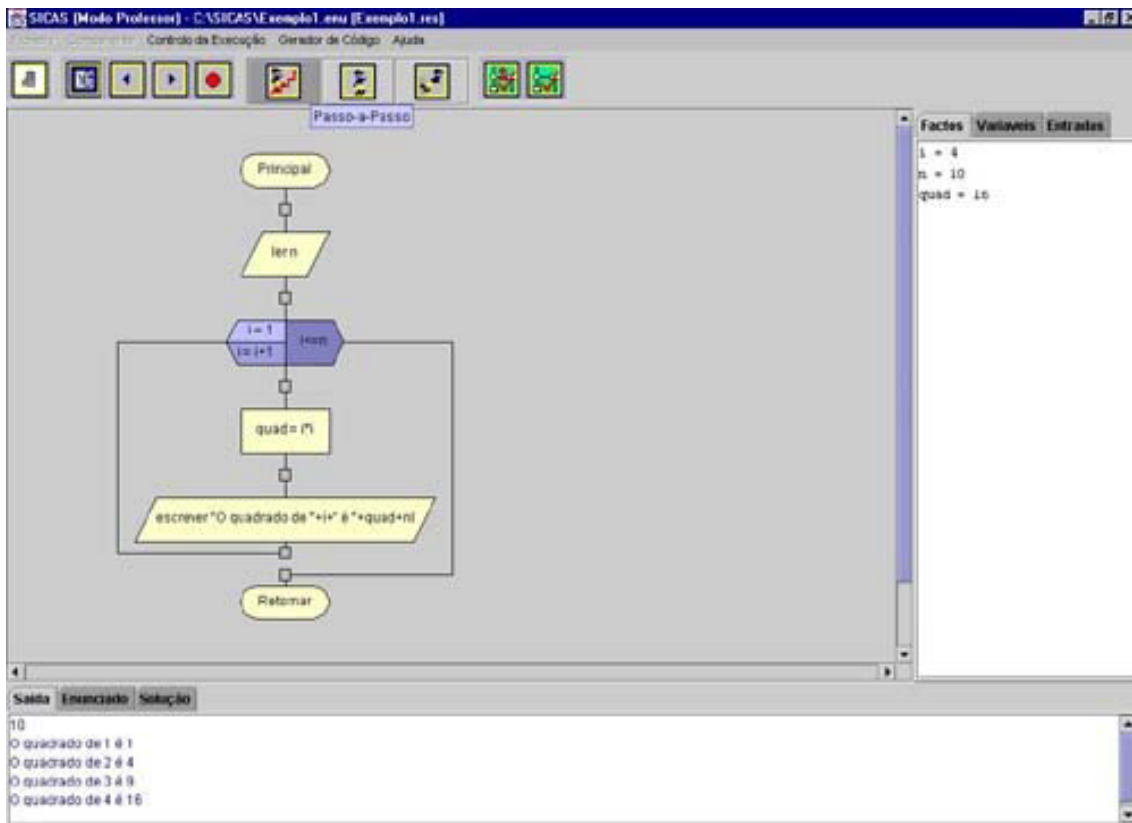 SICAS (Modo Professor) - C:\SICAS\Exemplo1.enu [Exemplo1.res]
Controlo da Execução Gerador de Código Ajuda
Passo-a-Passo
Factos Variaveis Entradas
i = 4
n = 10
quad = 16
Principal
ler n
i = 1
i= i+1
i<=n
quad= i*i
escrever "O quadrado de "+i+" é "+quad+nl
Retornar
Saída Enunciado Solução
10
O quadrado de 1 é 1
O quadrado de 2 é 4
O quadrado de 3 é 9
O quadrado de 4 é 16